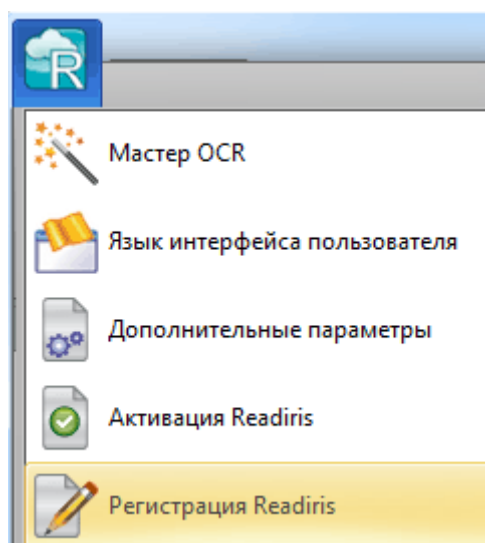 R
Мастер OCR
Язык интерфейса пользователя
Дополнительные параметры
Активация Readiris
Регистрация Readiris